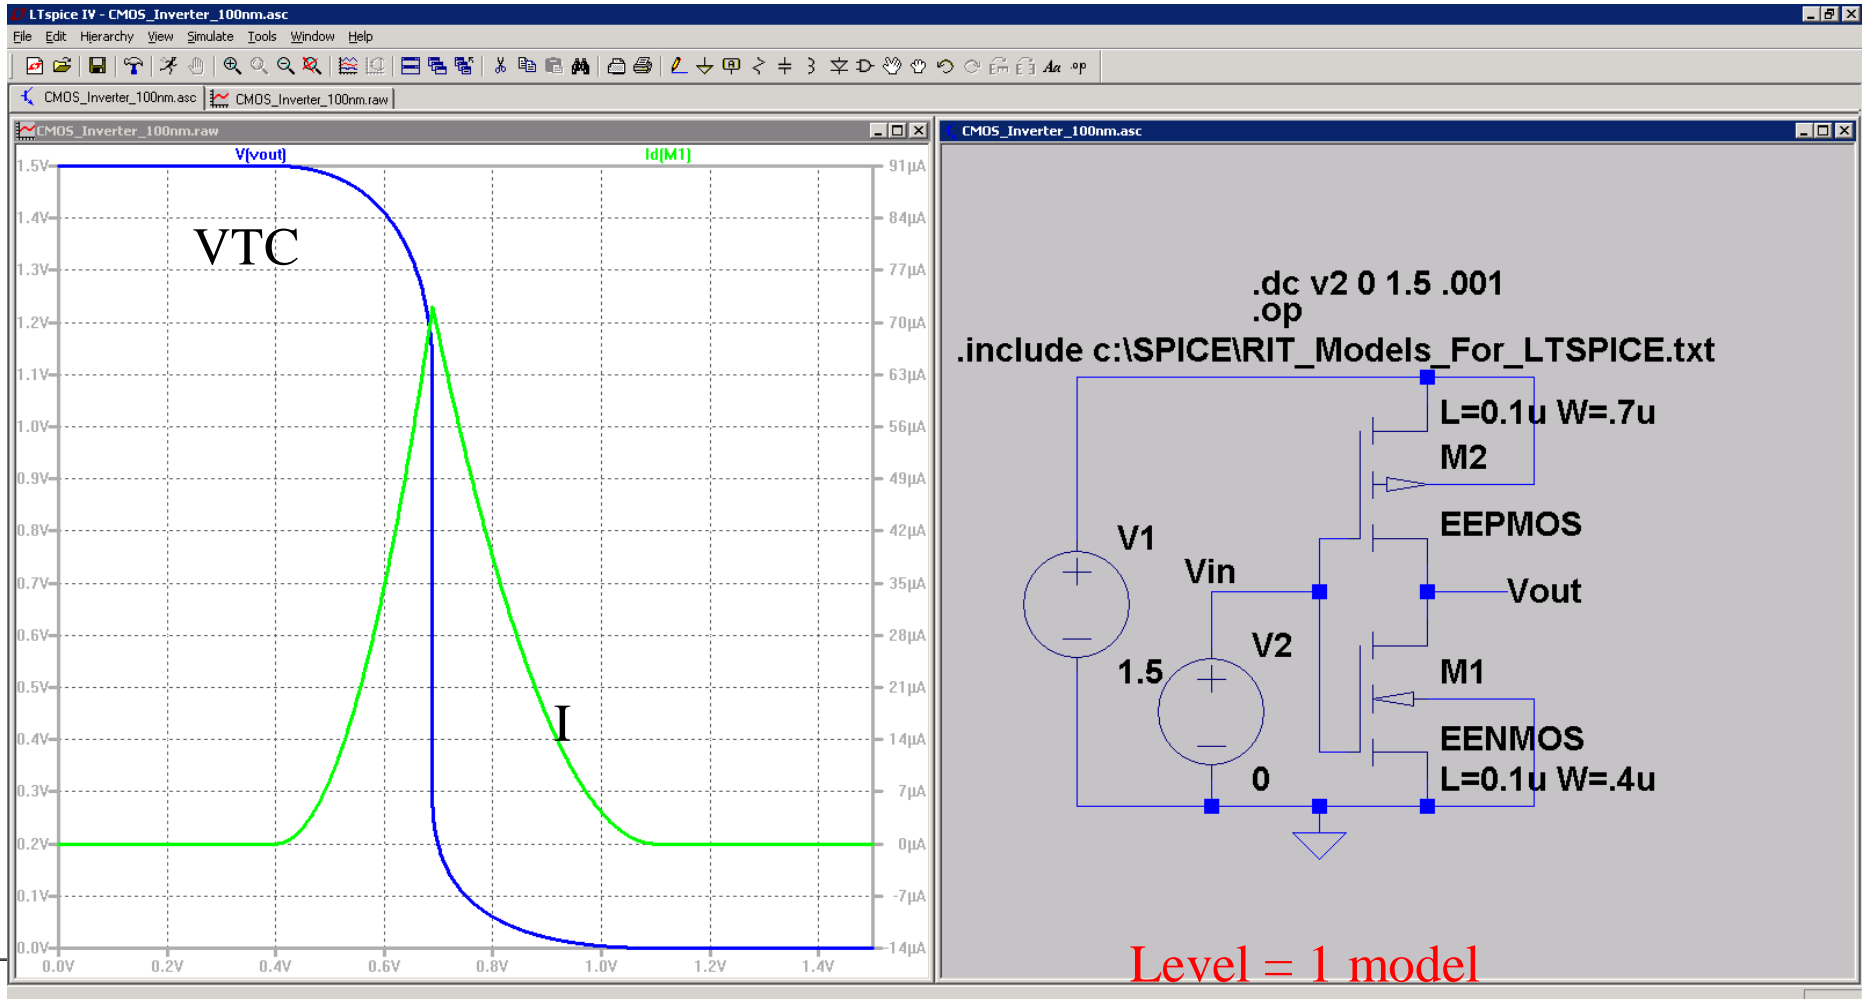 LTspice IV - CMOS_Inverter_100nm.asc
File Edit Hierarchy View Simulate Tools Window Help
Aa .op
CMOS_Inverter_100nm.asc CMOS_Inverter_100nm.raw
CMOS_Inverter_100nm.raw
V(vout) Id(M1)
1.5V 91µA
1.4V 84µA
1.3V 77µA
1.2V 70µA
1.1V 63µA
1.0V 56µA
0.9V 49µA
0.8V 42µA
0.7V 35µA
0.6V 28µA
0.5V 21µA
0.4V 14µA
0.3V 7µA
0.2V 0µA
0.1V -7µA
0.0V -14µA
0.0V 0.2V 0.4V 0.6V 0.8V 1.0V 1.2V 1.4V
VTC
I
CMOS_Inverter_100nm.asc
.dc v2 0 1.5 .001
.op
.include c:\SPICE\RIT_Models_For_LTSPICE.txt
L=0.1u W=.7u
M2
EEPMOS
V1
Vin
Vout
V2
1.5
M1
EENMOS
0
L=0.1u W=.4u
Level = 1 model